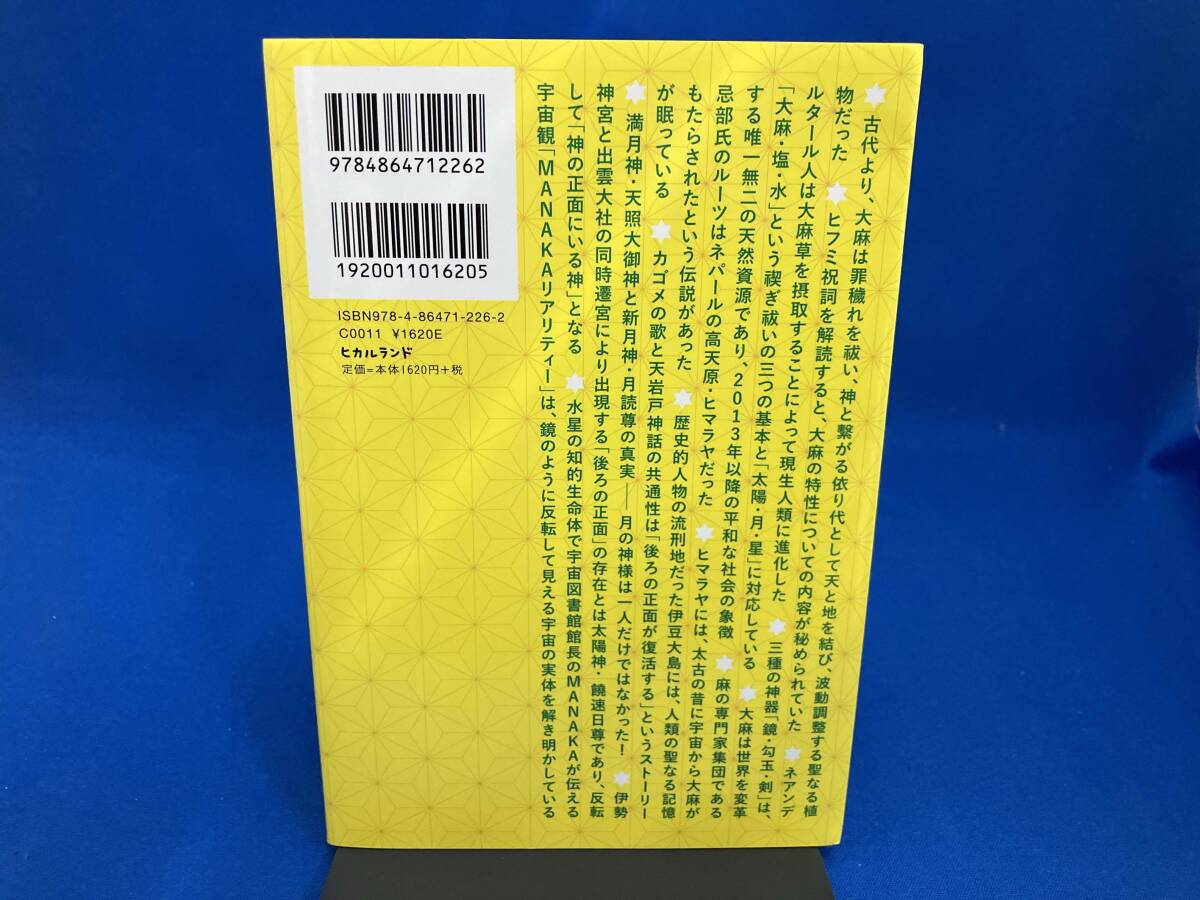 ✡古代より、大麻は罪穢れを祓い、神と繋がる依り代として天と地を結び、波動調整する聖なる植
物だった ✡ヒフミ祝詞を解読すると、大麻の特性についての内容が秘められていた ✡ネアンデ
ルタール人は大麻草を摂取することによって現生人類に進化した ✡三種の神器「鏡・勾玉・剣」は、
「大麻・塩・水」という禊ぎ祓いの三つの基本と「太陽・月・星」に対応している ✡大麻は世界を変革
する唯一無二の天然資源であり、2013年以降の平和な社会の象徴 ✡麻の専門家集団である
忌部氏のルーツはネパールの高天原・ヒマラヤだった ✡ヒマラヤには、太古の昔に宇宙から大麻が
もたらされたという伝説があった ✡歴史的人物の流刑地だった伊豆大島には、人類の聖なる記憶
が眠っている ✡カゴメの歌と天岩戸神話の共通性は「後ろの正面が復活する」というストーリー
✡満月神・天照大御神と新月神・月読尊の真実――月の神様は一人だけではなかった! ✡伊勢
神宮と出雲大社の同時遷宮により出現する「後ろの正面」の存在とは太陽神・饒速日尊であり、反転
して「神の正面にいる神」となる ✡水星の知的生命体で宇宙図書館館長のMANAKAが伝える
宇宙観「MANAKAリアリティー」は、鏡のように反転して見える宇宙の実体を解き明かしている
9784864712262
1920011016205
ISBN978-4-86471-226-2
C0011 ¥1620E
ヒカルランド
定価=本体1620円+税